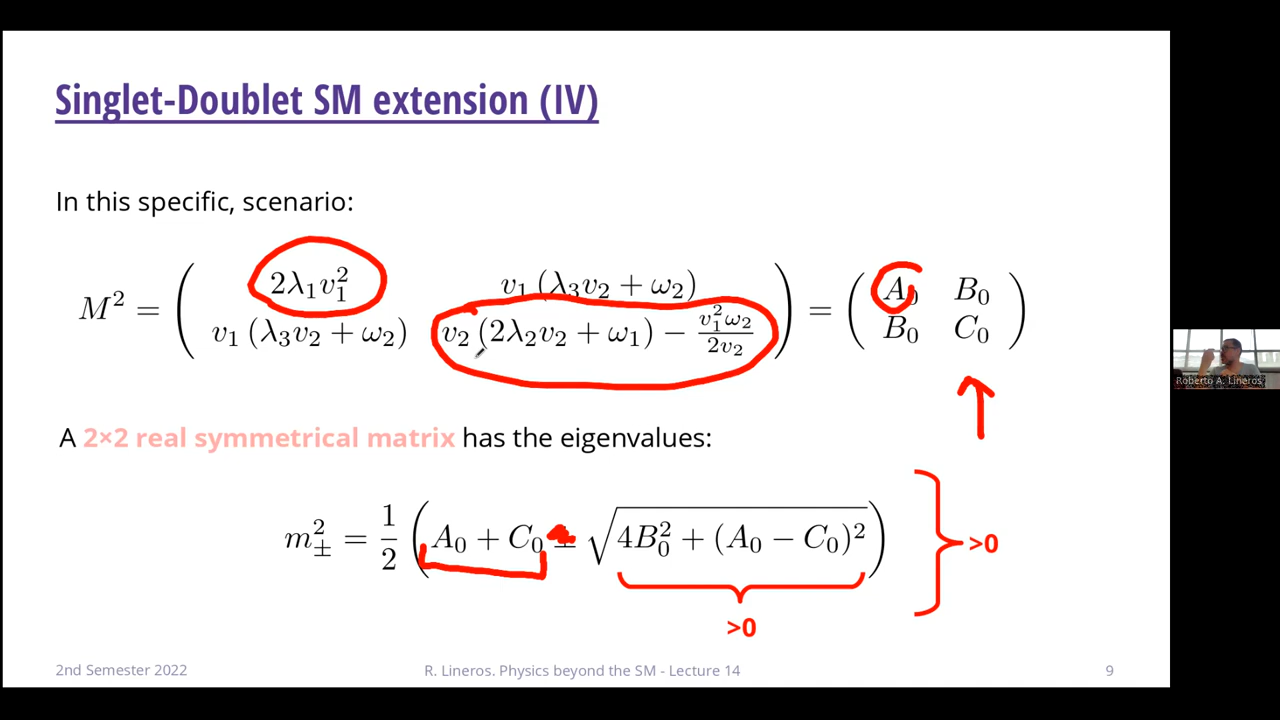 Singlet-Doublet SM extension (IV)
In this specific, scenario:
M² = ( 2λ₁v₁² v₁ (λ₃v₂ + ω₂) ) = ( A₀ B₀ )
( v₁ (λ₃v₂ + ω₂) v₂ (2λ₂v₂ + ω₁) − v₁²ω₂/2v₂ ) ( B₀ C₀ )
A 2×2 real symmetrical matrix has the eigenvalues:
m²± = 1/2 ( A₀ + C₀ ± √(4B₀² + (A₀ − C₀)²) ) >0
>0
2nd Semester 2022 R. Lineros. Physics beyond the SM - Lecture 14 9
Roberto A. Lineros